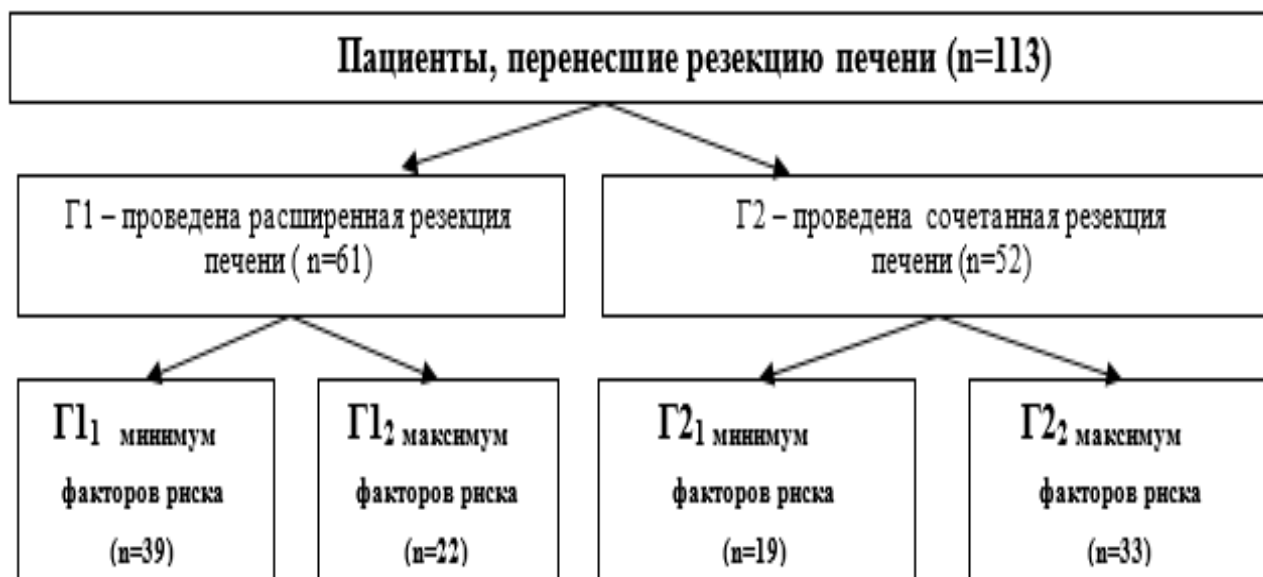 Пациенты, перенесшие резекцию печени (n=113)
Г1 – проведена расширенная резекция
печени ( n=61)
Г2 – проведена сочетанная резекция
печени (n=52)
Г1₁ минимум
факторов риска
(n=39)
Г1₂ максимум
факторов риска
(n=22)
Г2₁ минимум
факторов риска
(n=19)
Г2₂ максимум
факторов риска
(n=33)